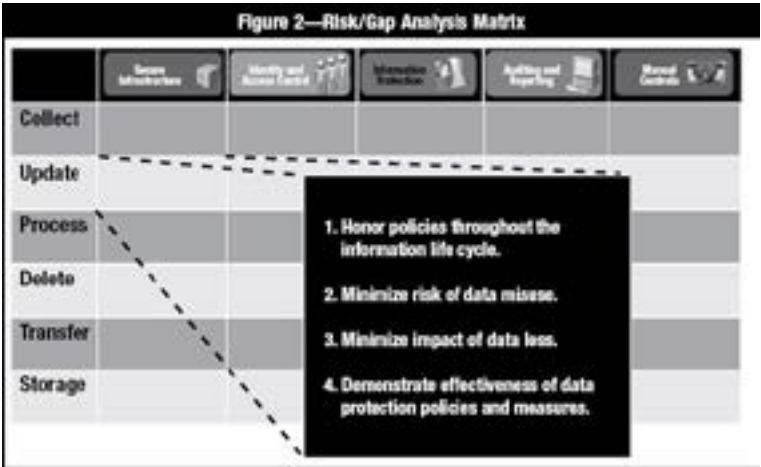 Figure 2—Risk/Gap Analysis Matrix
Secure
Infrastructure
Identity and
Access Control
Information
Protection
Auditing and
Reporting
Manual
Controls
Collect
Update
Process
Delete
Transfer
Storage
1. Honor policies throughout the
information life cycle.
2. Minimize risk of data misuse.
3. Minimize impact of data loss.
4. Demonstrate effectiveness of data
protection policies and measures.